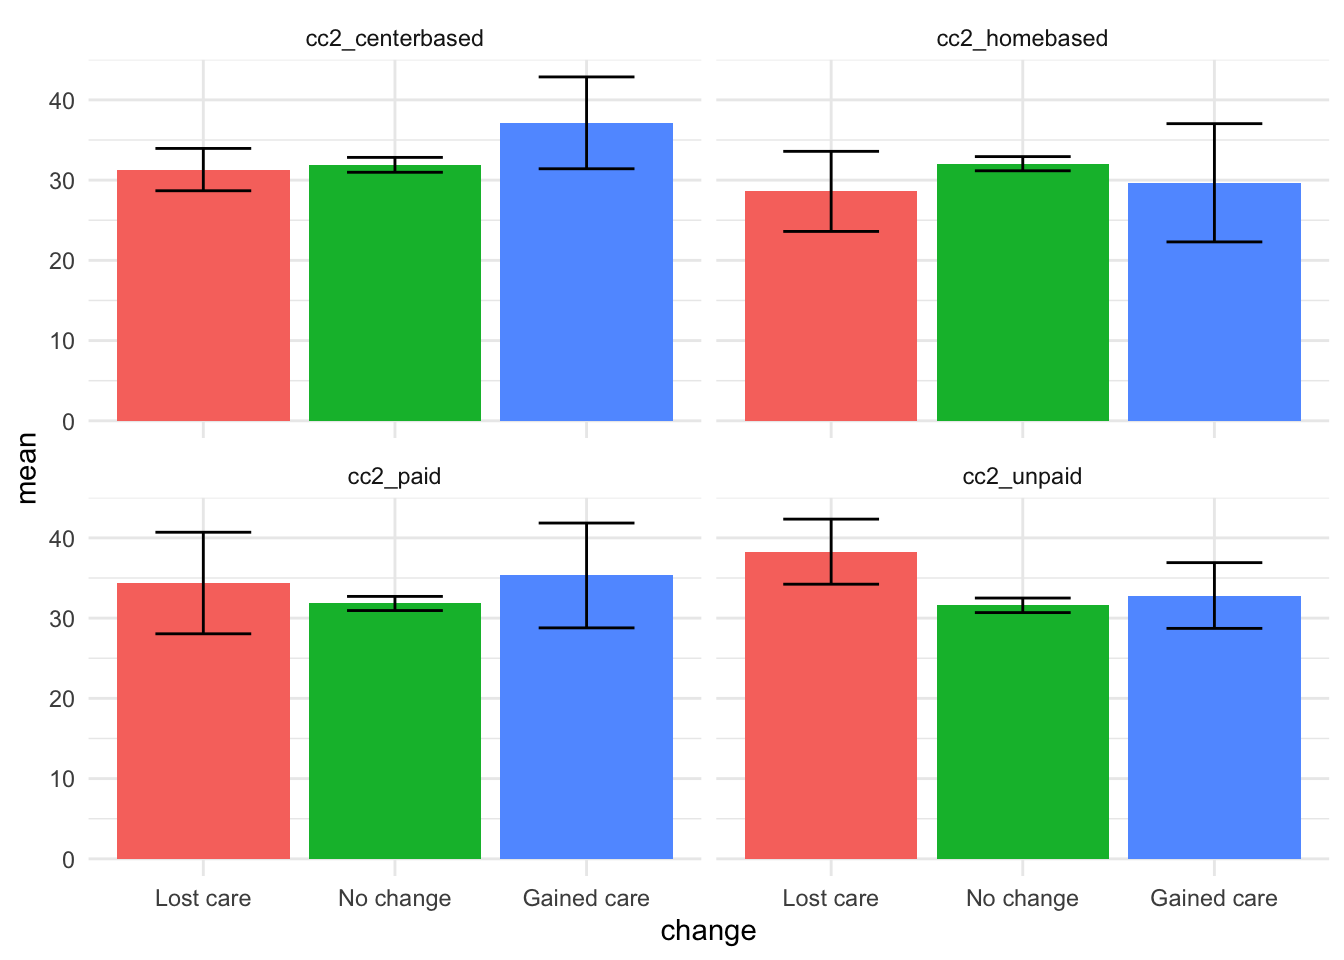 cc2_centerbased
cc2_homebased
40
30
20
10
0
cc2_paid
cc2_unpaid
40
30
20
10
0
Lost care
No change
Gained care
Lost care
No change
Gained care
change
mean